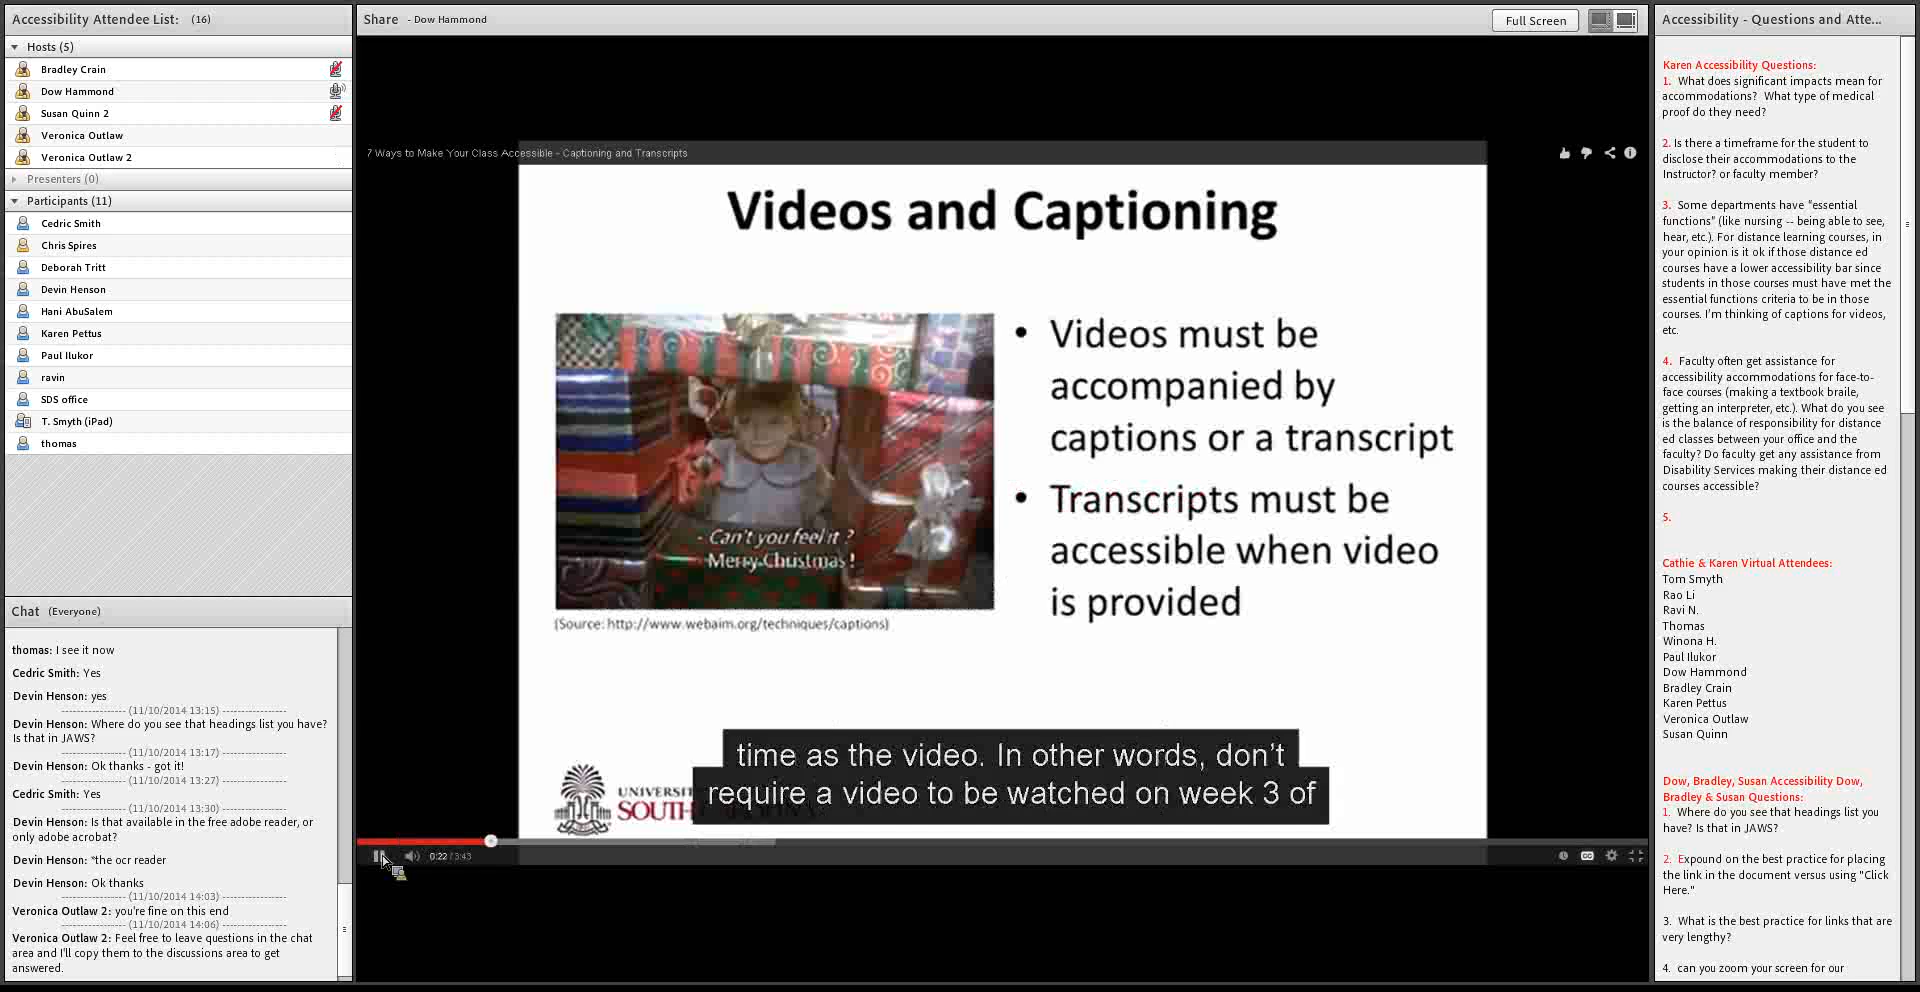 Accessibility Attendee List: (16)
Hosts (5)
Bradley Crain
Dow Hammond
Susan Quinn 2
Veronica Outlaw
Veronica Outlaw 2
Presenters (0)
Participants (11)
Cedric Smith
Chris Spires
Deborah Tritt
Devin Henson
Hani AbuSalem
Karen Pettus
Paul Ilukor
ravin
SDS office
T. Smyth (iPad)
thomas
Chat (Everyone)
thomas: I see it now
Cedric Smith: Yes
Devin Henson: yes
------------------ (11/10/2014 13:15) ------------------
Devin Henson: Where do you see that headings list you have?
Is that in JAWS?
------------------ (11/10/2014 13:17) ------------------
Devin Henson: Ok thanks - got it!
------------------ (11/10/2014 13:27) ------------------
Cedric Smith: Yes
------------------ (11/10/2014 13:30) ------------------
Devin Henson: Is that available in the free adobe reader, or
only adobe acrobat?
Devin Henson: *the ocr reader
Devin Henson: Ok thanks
------------------ (11/10/2014 14:03) ------------------
Veronica Outlaw 2: you're fine on this end
------------------ (11/10/2014 14:06) ------------------
Veronica Outlaw 2: Feel free to leave questions in the chat
area and I'll copy them to the discussions area to get
answered.
Share - Dow Hammond
Full Screen
7 Ways to Make Your Class Accessible - Captioning and Transcripts
Videos and Captioning
- Can't you feel it ?
Merry Christmas !
(Source: http://www.webaim.org/techniques/captions)
• Videos must be
accompanied by
captions or a transcript
• Transcripts must be
accessible when video
is provided
UNIVERSIT
SOUTH
time as the video. In other words, don't
require a video to be watched on week 3 of
0:22 / 3:43
CC
Accessibility - Questions and Atte...
Karen Accessibility Questions:
1. What does significant impacts mean for
accommodations? What type of medical
proof do they need?
2. Is there a timeframe for the student to
disclose their accommodations to the
Instructor? or faculty member?
3. Some departments have "essential
functions" (like nursing -- being able to see,
hear, etc.). For distance learning courses, in
your opinion is it ok if those distance ed
courses have a lower accessibility bar since
students in those courses must have met the
essential functions criteria to be in those
courses. I'm thinking of captions for videos,
etc.
4. Faculty often get assistance for
accessibility accommodations for face-to-
face courses (making a textbook braile,
getting an interpreter, etc.). What do you see
is the balance of responsibility for distance
ed classes between your office and the
faculty? Do faculty get any assistance from
Disability Services making their distance ed
courses accessible?
5.
Cathie & Karen Virtual Attendees:
Tom Smyth
Rao Li
Ravi N.
Thomas
Winona H.
Paul Ilukor
Dow Hammond
Bradley Crain
Karen Pettus
Veronica Outlaw
Susan Quinn
Dow, Bradley, Susan Accessibility Dow,
Bradley & Susan Questions:
1. Where do you see that headings list you
have? Is that in JAWS?
2. Expound on the best practice for placing
the link in the document versus using "Click
Here."
3. What is the best practice for links that are
very lengthy?
4. can you zoom your screen for our